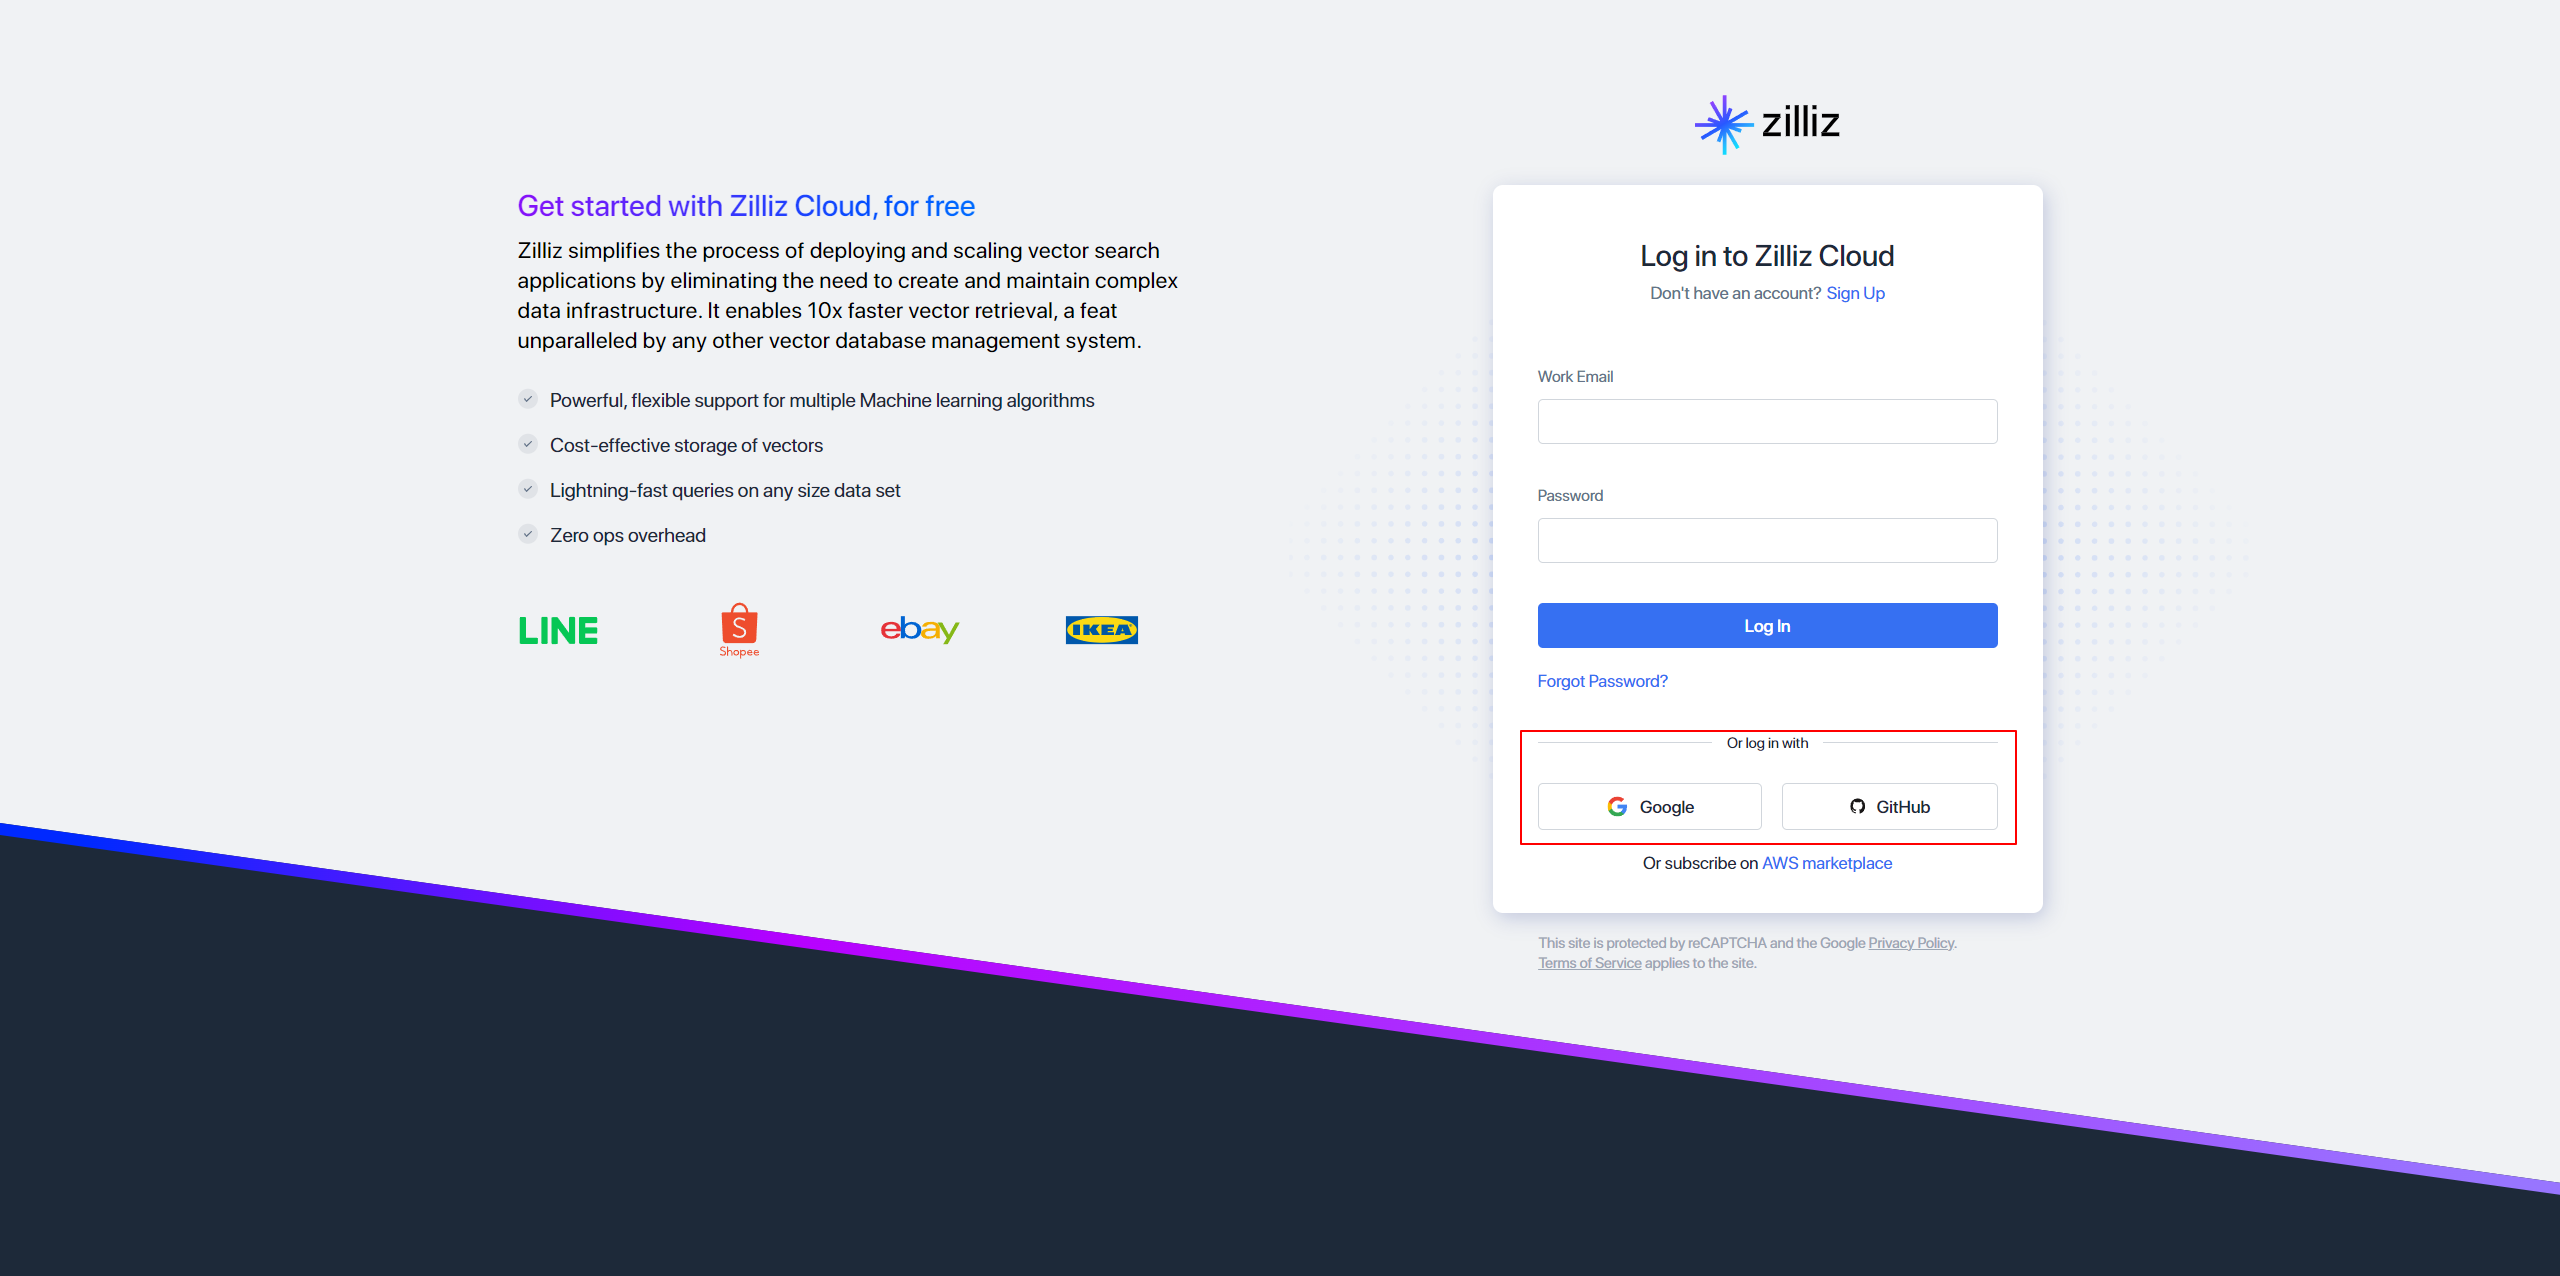 zilliz
Get started with Zilliz Cloud, for free
Zilliz simplifies the process of deploying and scaling vector search
applications by eliminating the need to create and maintain complex
data infrastructure. It enables 10x faster vector retrieval, a feat
unparalleled by any other vector database management system.
Powerful, flexible support for multiple Machine learning algorithms
Cost-effective storage of vectors
Lightning-fast queries on any size data set
Zero ops overhead
LINE
Shopee
ebay
IKEA
Log in to Zilliz Cloud
Don't have an account? Sign Up
Work Email
Password
Log In
Forgot Password?
Or log in with
Google
GitHub
Or subscribe on AWS marketplace
This site is protected by reCAPTCHA and the Google Privacy Policy.
Terms of Service applies to the site.